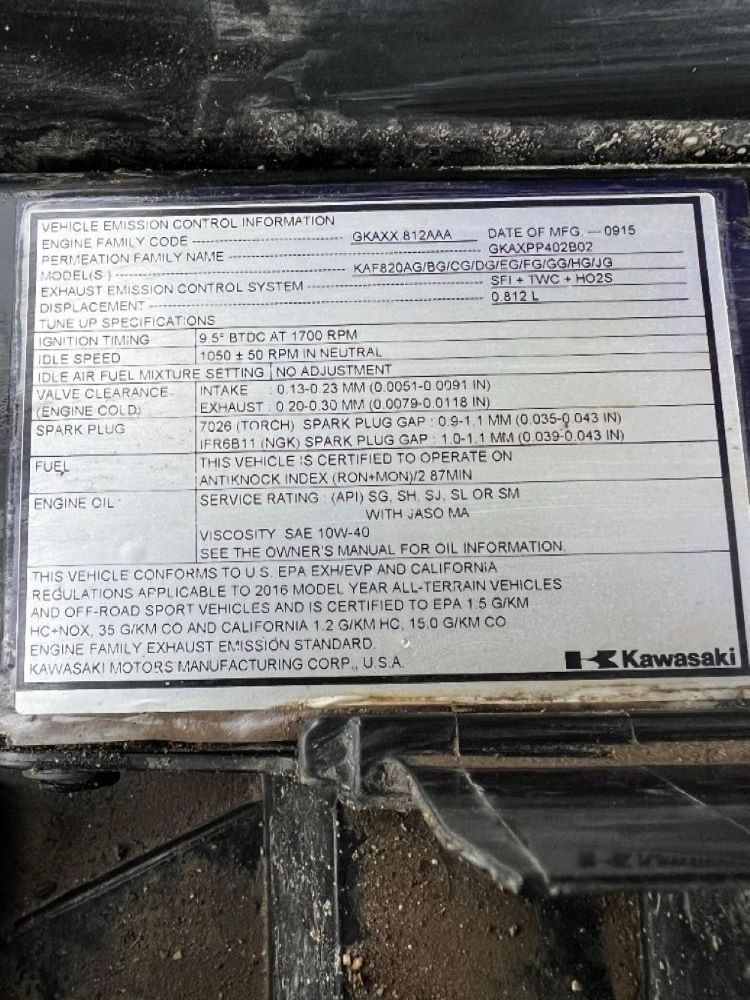 VEHICLE EMISSION CONTROL INFORMATION
ENGINE FAMILY CODE ---------- GKAXX.812AAA DATE OF MFG. --- 0915
PERMEATION FAMILY NAME ---------- GKAXPP402B02
MODEL(S) ---------- KAF820AG/BG/CG/DG/EG/FG/GG/HG/JG
EXHAUST EMISSION CONTROL SYSTEM ---------- SFI + TWC + HO2S
DISPLACEMENT ---------- 0.812 L
TUNE UP SPECIFICATIONS
IGNITION TIMING 9.5° BTDC AT 1700 RPM
IDLE SPEED 1050 ± 50 RPM IN NEUTRAL
IDLE AIR FUEL MIXTURE SETTING NO ADJUSTMENT
VALVE CLEARANCE INTAKE : 0.13-0.23 MM (0.0051-0.0091 IN)
(ENGINE COLD) EXHAUST : 0.20-0.30 MM (0.0079-0.0118 IN)
SPARK PLUG 7026 (TORCH) SPARK PLUG GAP : 0.9-1.1 MM (0.035-0.043 IN)
IFR6B11 (NGK) SPARK PLUG GAP : 1.0-1.1 MM (0.039-0.043 IN)
FUEL THIS VEHICLE IS CERTIFIED TO OPERATE ON
ANTIKNOCK INDEX (RON+MON)/2 87MIN
ENGINE OIL SERVICE RATING : (API) SG, SH, SJ, SL OR SM
WITH JASO MA
VISCOSITY SAE 10W-40
SEE THE OWNER'S MANUAL FOR OIL INFORMATION.
THIS VEHICLE CONFORMS TO U.S. EPA EXH/EVP AND CALIFORNIA
REGULATIONS APPLICABLE TO 2016 MODEL YEAR ALL-TERRAIN VEHICLES
AND OFF-ROAD SPORT VEHICLES AND IS CERTIFIED TO EPA 1.5 G/KM
HC+NOX, 35 G/KM CO AND CALIFORNIA 1.2 G/KM HC, 15.0 G/KM CO
ENGINE FAMILY EXHAUST EMISSION STANDARD.
KAWASAKI MOTORS MANUFACTURING CORP., U.S.A.
Kawasaki